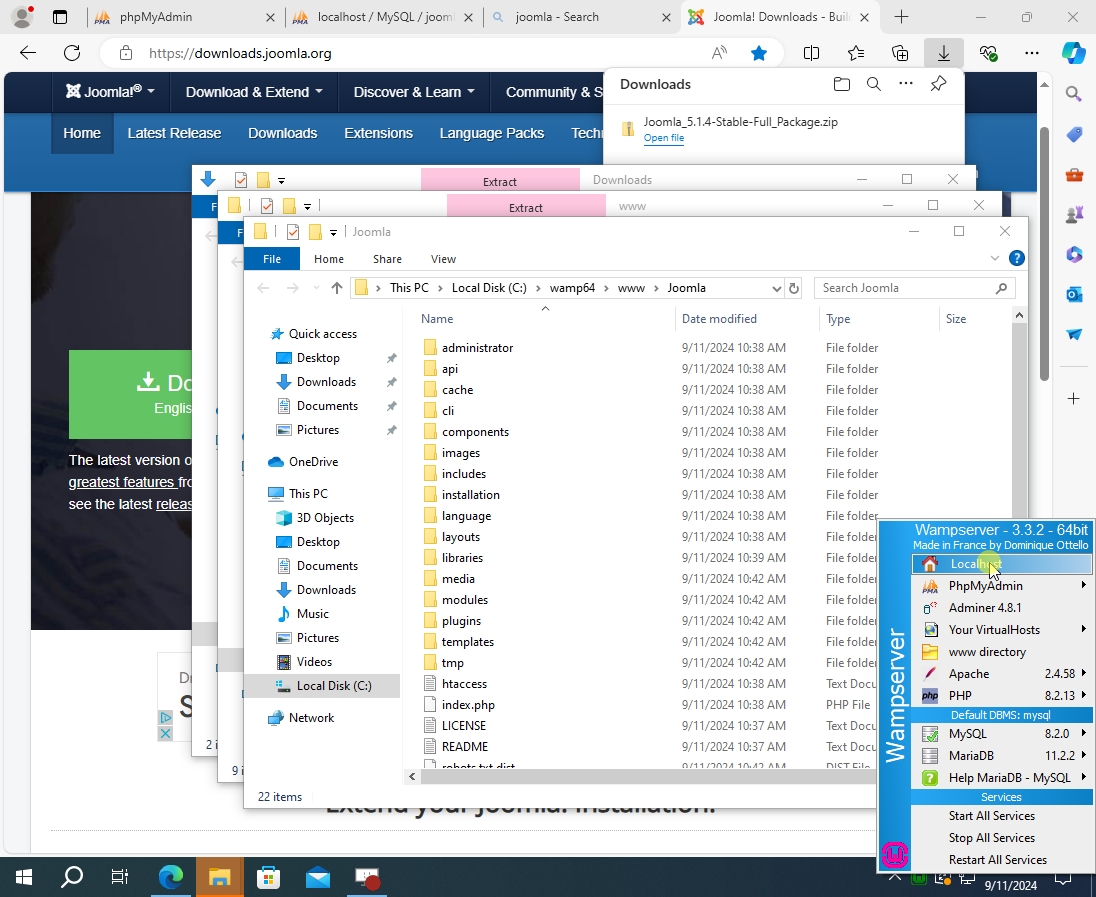 phpMyAdmin
localhost / MySQL / jooml
joomla - Search
Joomla! Downloads - Buil
https://downloads.joomla.org
Joomla!®
Download & Extend
Discover & Learn
Community & S
Home
Latest Release
Downloads
Extensions
Language Packs
Techn
Downloads
Joomla_5.1.4-Stable-Full_Package.zip
Open file
Extract
Downloads
Extract
www
Joomla
File
Home
Share
View
This PC
Local Disk (C:)
wamp64
www
Joomla
Search Joomla
Name
Date modified
Type
Size
Quick access
Desktop
Downloads
Documents
Pictures
OneDrive
This PC
3D Objects
Desktop
Documents
Downloads
Music
Pictures
Videos
Local Disk (C:)
Network
administrator 9/11/2024 10:38 AM File folder
api 9/11/2024 10:38 AM File folder
cache 9/11/2024 10:38 AM File folder
cli 9/11/2024 10:38 AM File folder
components 9/11/2024 10:38 AM File folder
images 9/11/2024 10:38 AM File folder
includes 9/11/2024 10:38 AM File folder
installation 9/11/2024 10:38 AM File folder
language 9/11/2024 10:38 AM File folder
layouts 9/11/2024 10:38 AM File folder
libraries 9/11/2024 10:39 AM File folder
media 9/11/2024 10:42 AM File folder
modules 9/11/2024 10:42 AM File folder
plugins 9/11/2024 10:42 AM File folder
templates 9/11/2024 10:42 AM File folder
tmp 9/11/2024 10:42 AM File folder
htaccess 9/11/2024 10:38 AM Text Docu
index.php 9/11/2024 10:38 AM PHP File
LICENSE 9/11/2024 10:37 AM Text Docu
README 9/11/2024 10:37 AM Text Docu
robots.txt.dist 9/11/2024 10:42 AM DIST File
22 items
Do
Englis
The latest version o
greatest features fro
see the latest releas
Dr
S
2 i
9 i
Extend your Joomla! installation.
Wampserver
Wampserver - 3.3.2 - 64bit
Made in France by Dominique Ottello
Localhost
PhpMyAdmin
Adminer 4.8.1
Your VirtualHosts
www directory
Apache 2.4.58
PHP 8.2.13
Default DBMS: mysql
MySQL 8.2.0
MariaDB 11.2.2
Help MariaDB - MySQL
Services
Start All Services
Stop All Services
Restart All Services
9/11/2024